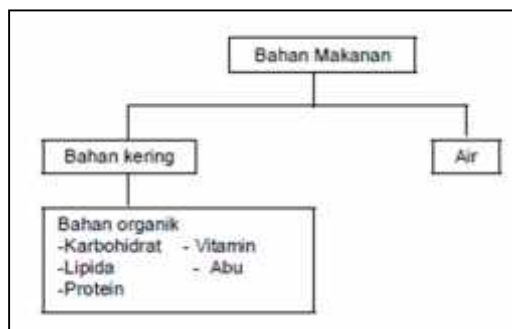 Bahan Makanan
Bahan kering
Air
Bahan organik
-Karbohidrat - Vitamin
-Lipida - Abu
-Protein